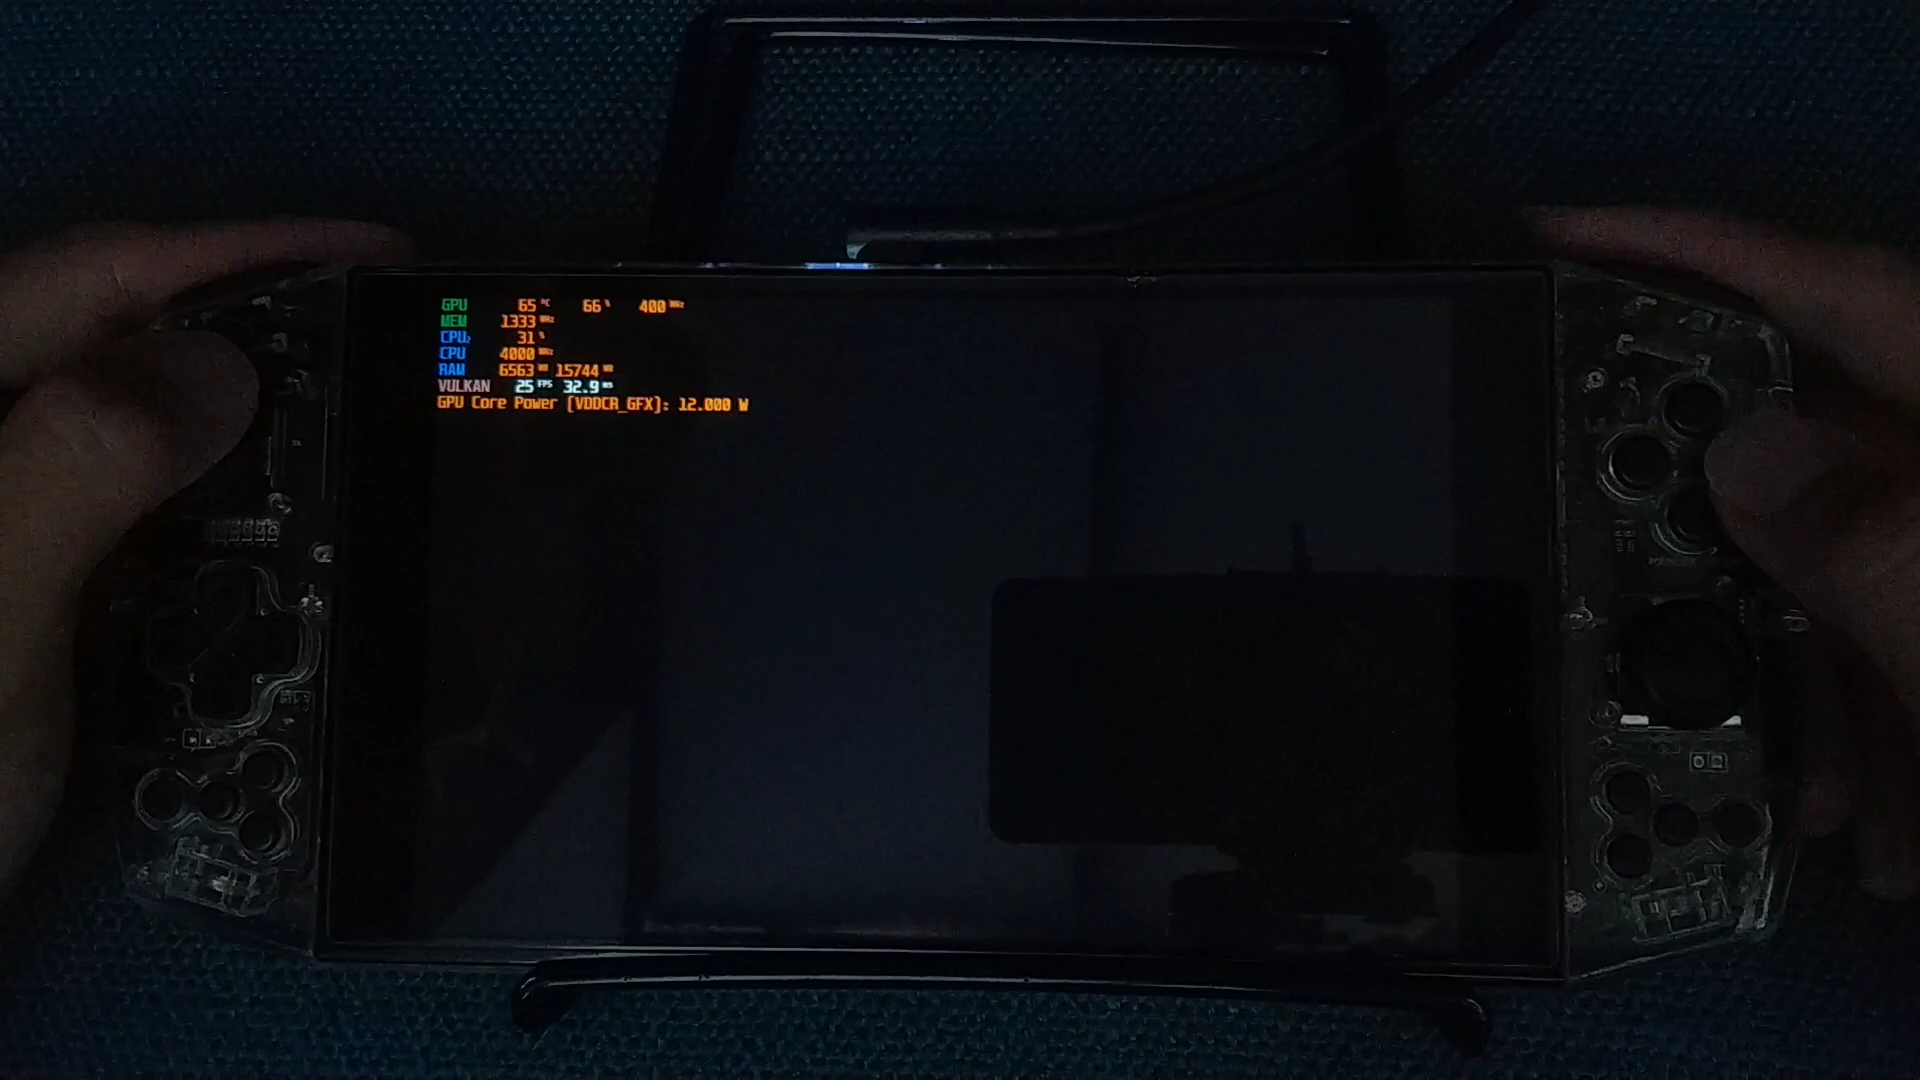 GPU 65 °C 66 % 400 MHz
MEM 1333 MHz
CPU2 31 %
CPU 4000 MHz
RAM 6563 MB 15744 MB
VULKAN 25 FPS 32.9 ms
GPU Core Power [VDDCR_GFX]: 12.000 W